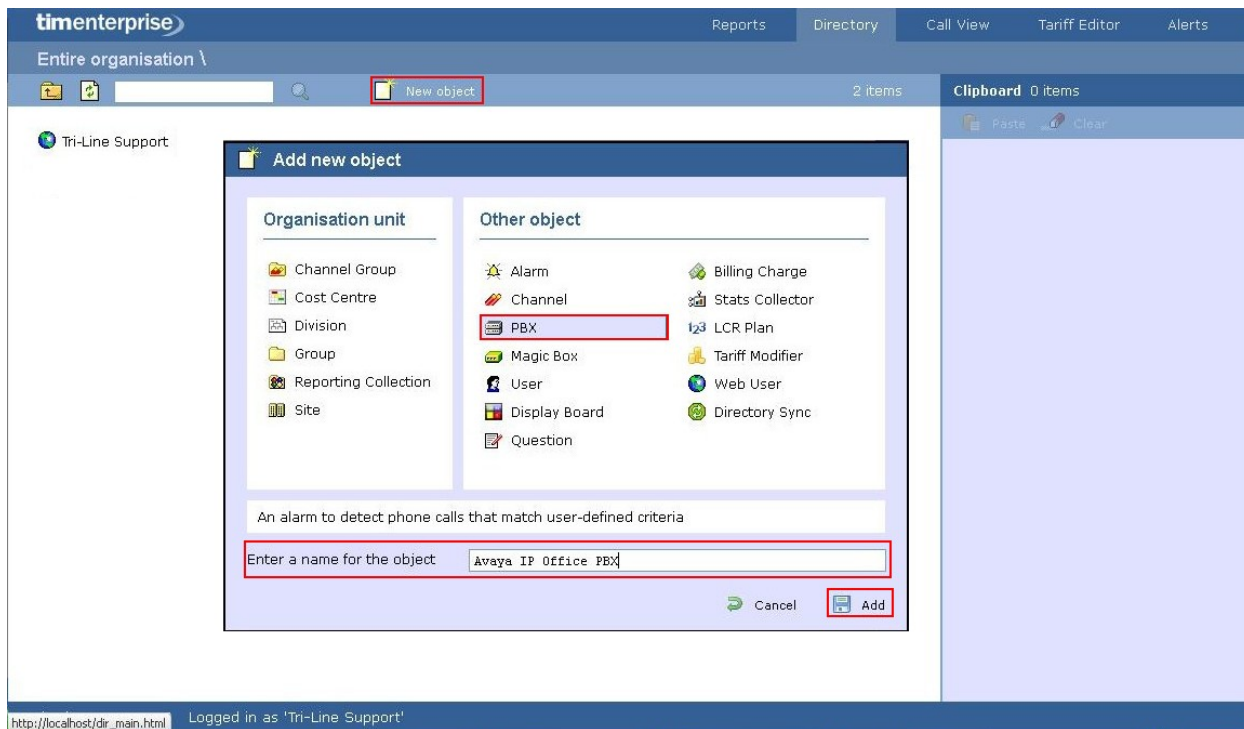 timenterprise
Reports Directory Call View Tariff Editor Alerts
Entire organisation \
New object
2 items
Clipboard 0 items
Paste Clear
Tri-Line Support
Add new object
Organisation unit
Channel Group
Cost Centre
Division
Group
Reporting Collection
Site
Other object
Alarm
Channel
PBX
Magic Box
User
Display Board
Question
Billing Charge
Stats Collector
123 LCR Plan
Tariff Modifier
Web User
Directory Sync
An alarm to detect phone calls that match user-defined criteria
Enter a name for the object Avaya IP Office PBX
Cancel Add
http://localhost/dir_main.html Logged in as 'Tri-Line Support'